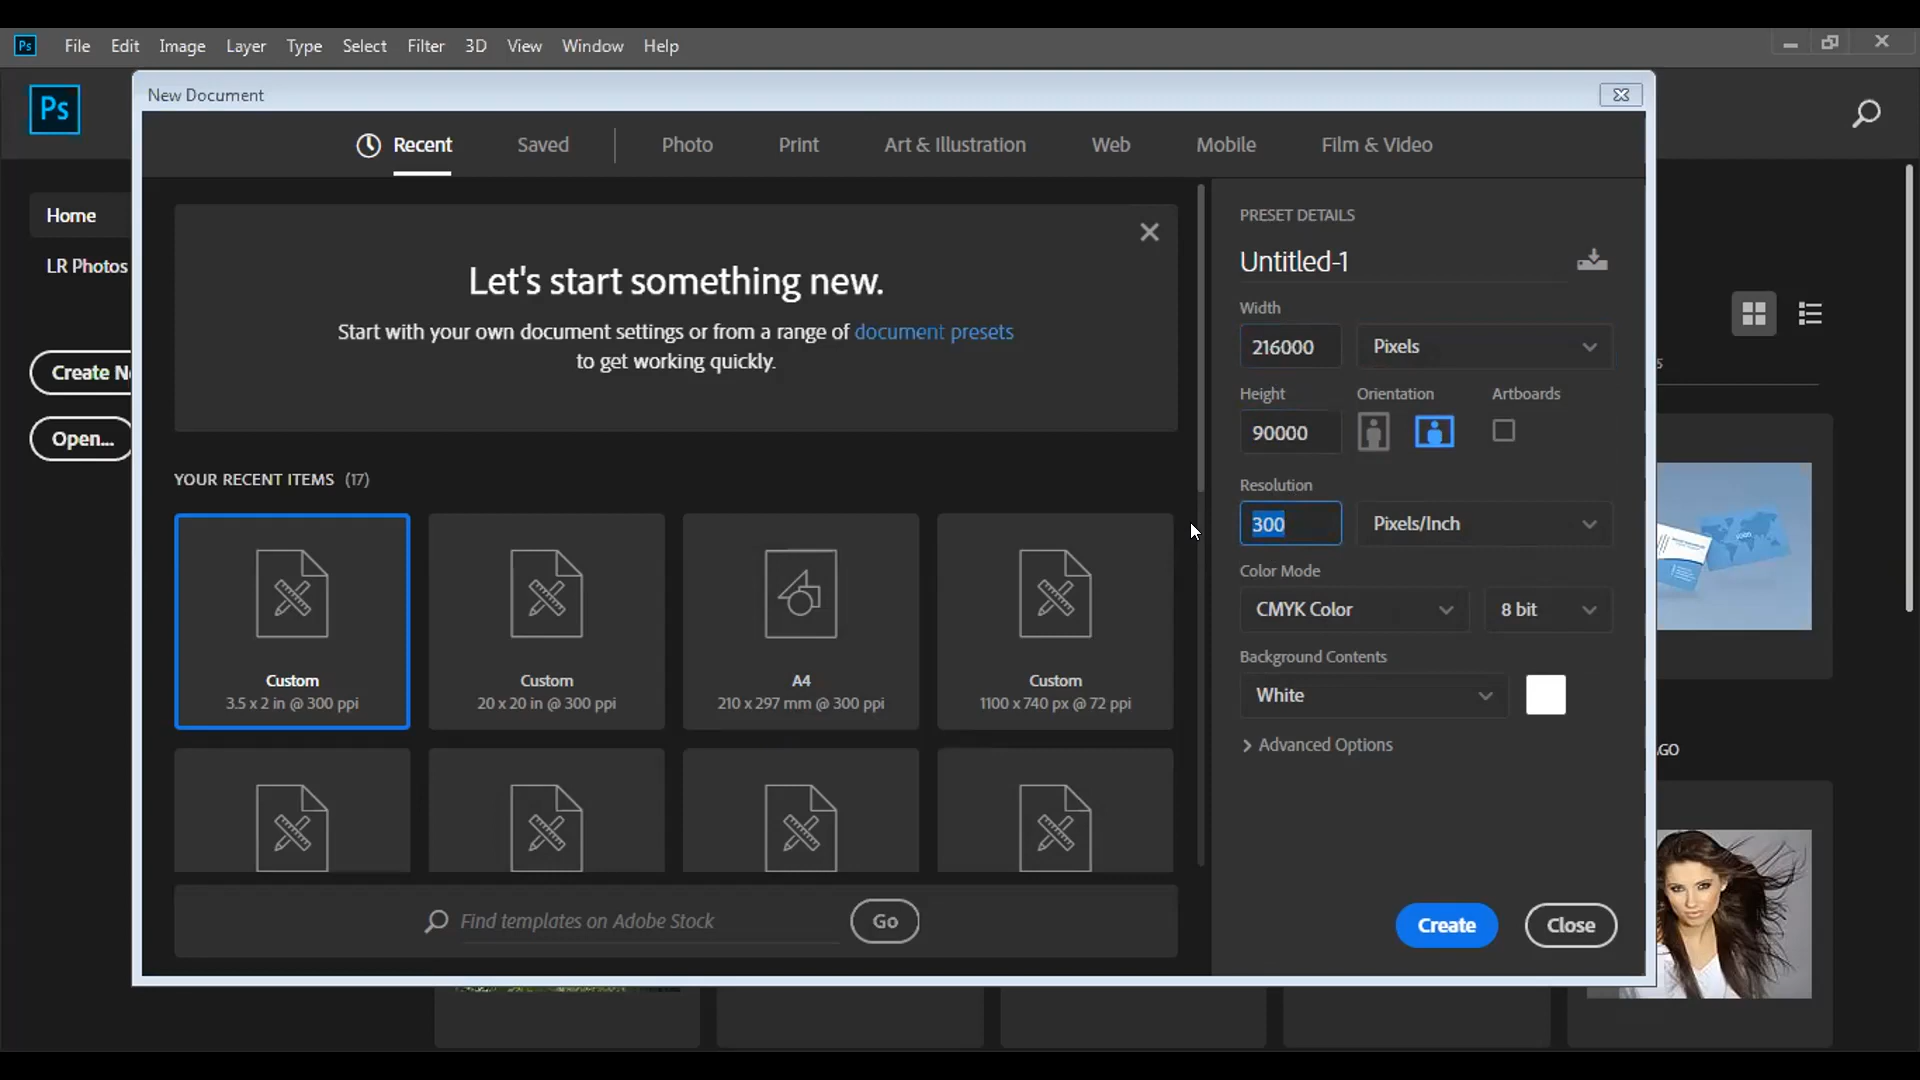 Ps File Edit Image Layer Type Select Filter 3D View Window Help
New Document
Ps
Recent Saved Photo Print Art & Illustration Web Mobile Film & Video
Home
LR Photos
Create N
Open...
Let's start something new.
Start with your own document settings or from a range of document presets
to get working quickly.
YOUR RECENT ITEMS (17)
Custom
3.5 x 2 in @ 300 ppi
Custom
20 x 20 in @ 300 ppi
A4
210 x 297 mm @ 300 ppi
Custom
1100 x 740 px @ 72 ppi
Find templates on Adobe Stock Go
PRESET DETAILS
Untitled-1
Width
216000 Pixels
Height Orientation Artboards
90000
Resolution
300 Pixels/Inch
Color Mode
CMYK Color 8 bit
Background Contents
White
Advanced Options
Create Close
s
GO